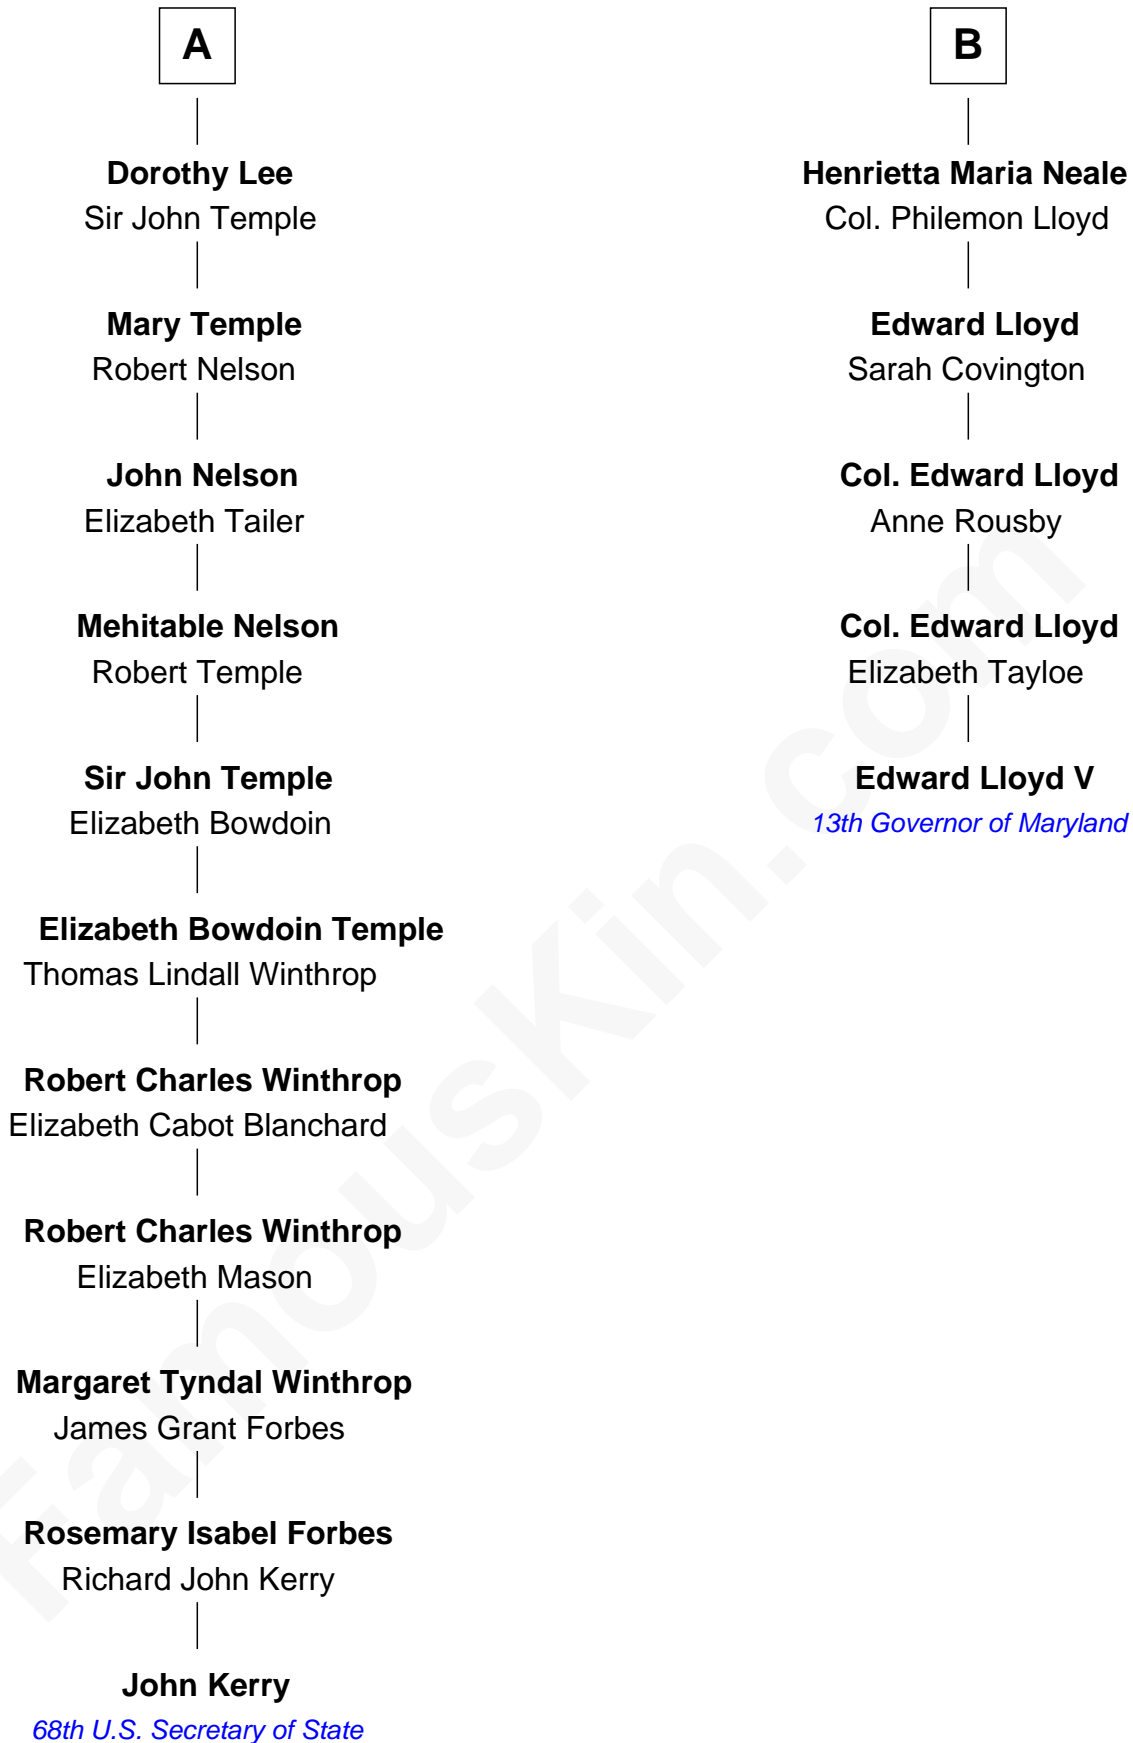 A
Dorothy Lee
Sir John Temple
Mary Temple
Robert Nelson
John Nelson
Elizabeth Tailer
Mehitable Nelson
Robert Temple
Sir John Temple
Elizabeth Bowdoin
Elizabeth Bowdoin Temple
Thomas Lindall Winthrop
Robert Charles Winthrop
Elizabeth Cabot Blanchard
Robert Charles Winthrop
Elizabeth Mason
Margaret Tyndal Winthrop
James Grant Forbes
Rosemary Isabel Forbes
Richard John Kerry
John Kerry
68th U.S. Secretary of State
B
Henrietta Maria Neale
Col. Philemon Lloyd
Edward Lloyd
Sarah Covington
Col. Edward Lloyd
Anne Rousby
Col. Edward Lloyd
Elizabeth Tayloe
Edward Lloyd V
13th Governor of Maryland
FamousKin.com